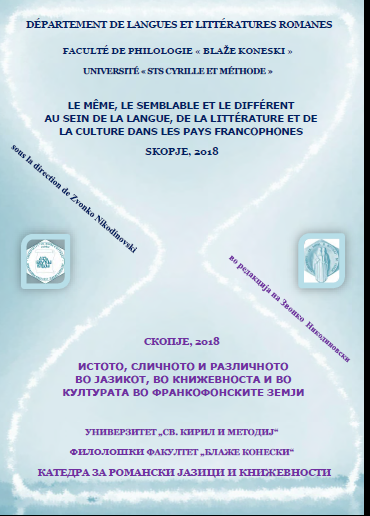 DÉPARTEMENT DE LANGUES ET LITTÉRATURES ROMANES
FACULTÉ DE PHILOLOGIE « BLAŽE KONESKI »
UNIVERSITÉ « STS CYRILLE ET MÉTHODE »
LE MÊME, LE SEMBLABLE ET LE DIFFÉRENT
AU SEIN DE LA LANGUE, DE LA LITTÉRATURE ET DE
LA CULTURE DANS LES PAYS FRANCOPHONES
SKOPJE, 2018
sous la direction de Zvonko Nikodinovski
во редакција на Звонко Никодиновски
СКОПЈЕ, 2018
ИСТОТО, СЛИЧНОТО И РАЗЛИЧНОТО
ВО ЈАЗИКОТ, ВО КНИЖЕВНОСТА И ВО
КУЛТУРАТА ВО ФРАНКОФОНСКИТЕ ЗЕМЈИ
УНИВЕРЗИТЕТ „СВ. КИРИЛ И МЕТОДИЈ“
ФИЛОЛОШКИ ФАКУЛТЕТ „БЛАЖЕ КОНЕСКИ“
КАТЕДРА ЗА РОМАНСКИ ЈАЗИЦИ И КНИЖЕВНОСТИ